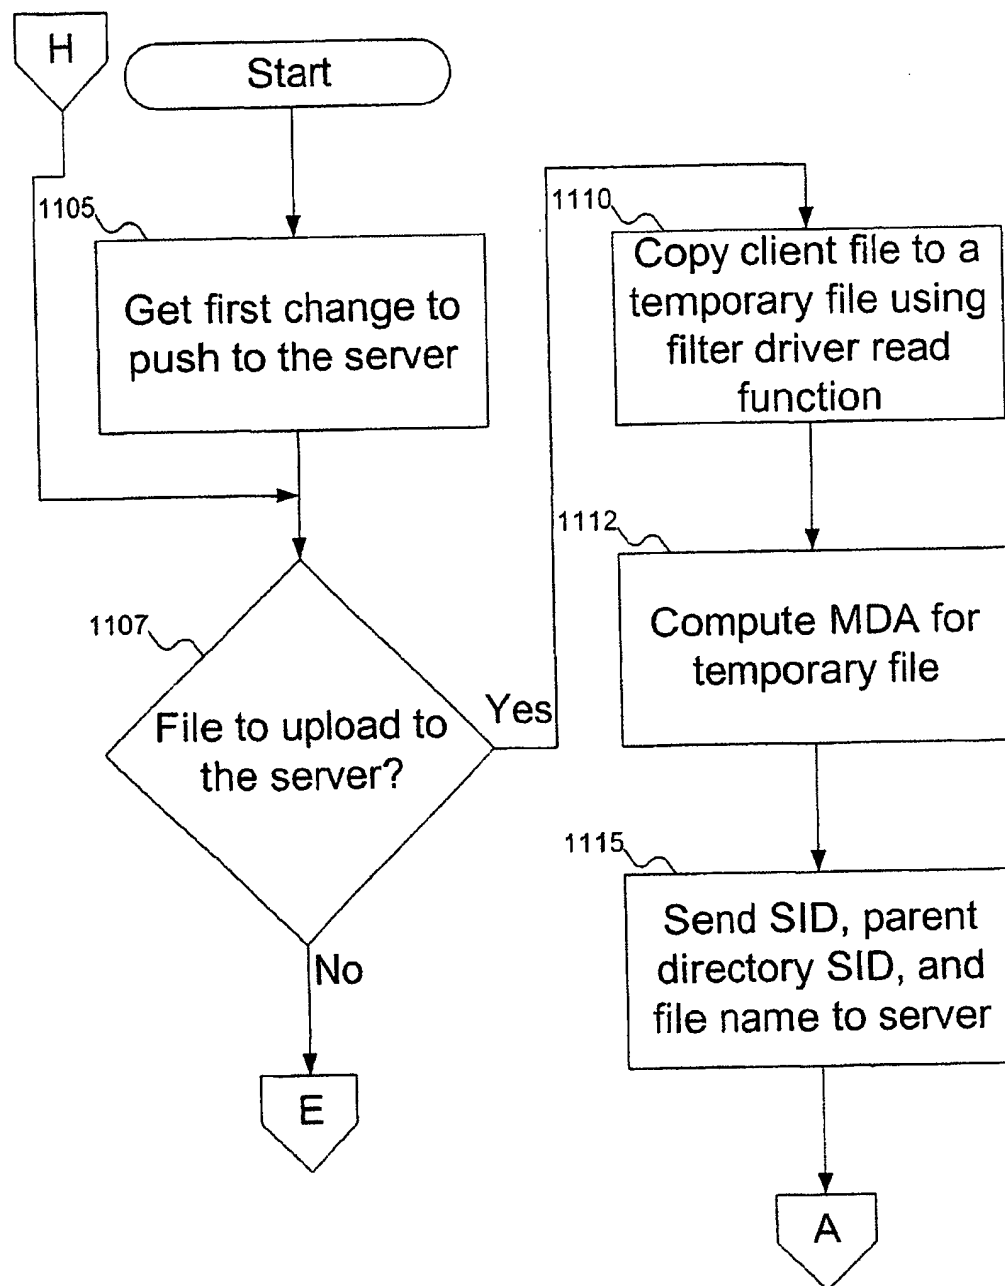 H
Start
1105
Get first change to
push to the server
1107
File to upload to
the server?
Yes
No
E
1110
Copy client file to a
temporary file using
filter driver read
function
1112
Compute MDA for
temporary file
1115
Send SID, parent
directory SID, and
file name to server
A